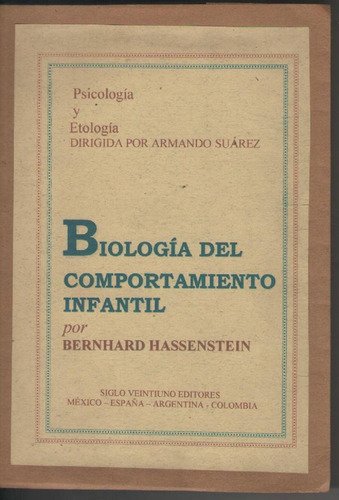 Psicología
y
Etología
DIRIGIDA POR ARMANDO SUÁREZ
BIOLOGÍA DEL
COMPORTAMIENTO
INFANTIL
por
BERNHARD HASSENSTEIN
SIGLO VEINTIUNO EDITORES
MÉXICO – ESPAÑA – ARGENTINA - COLOMBIA